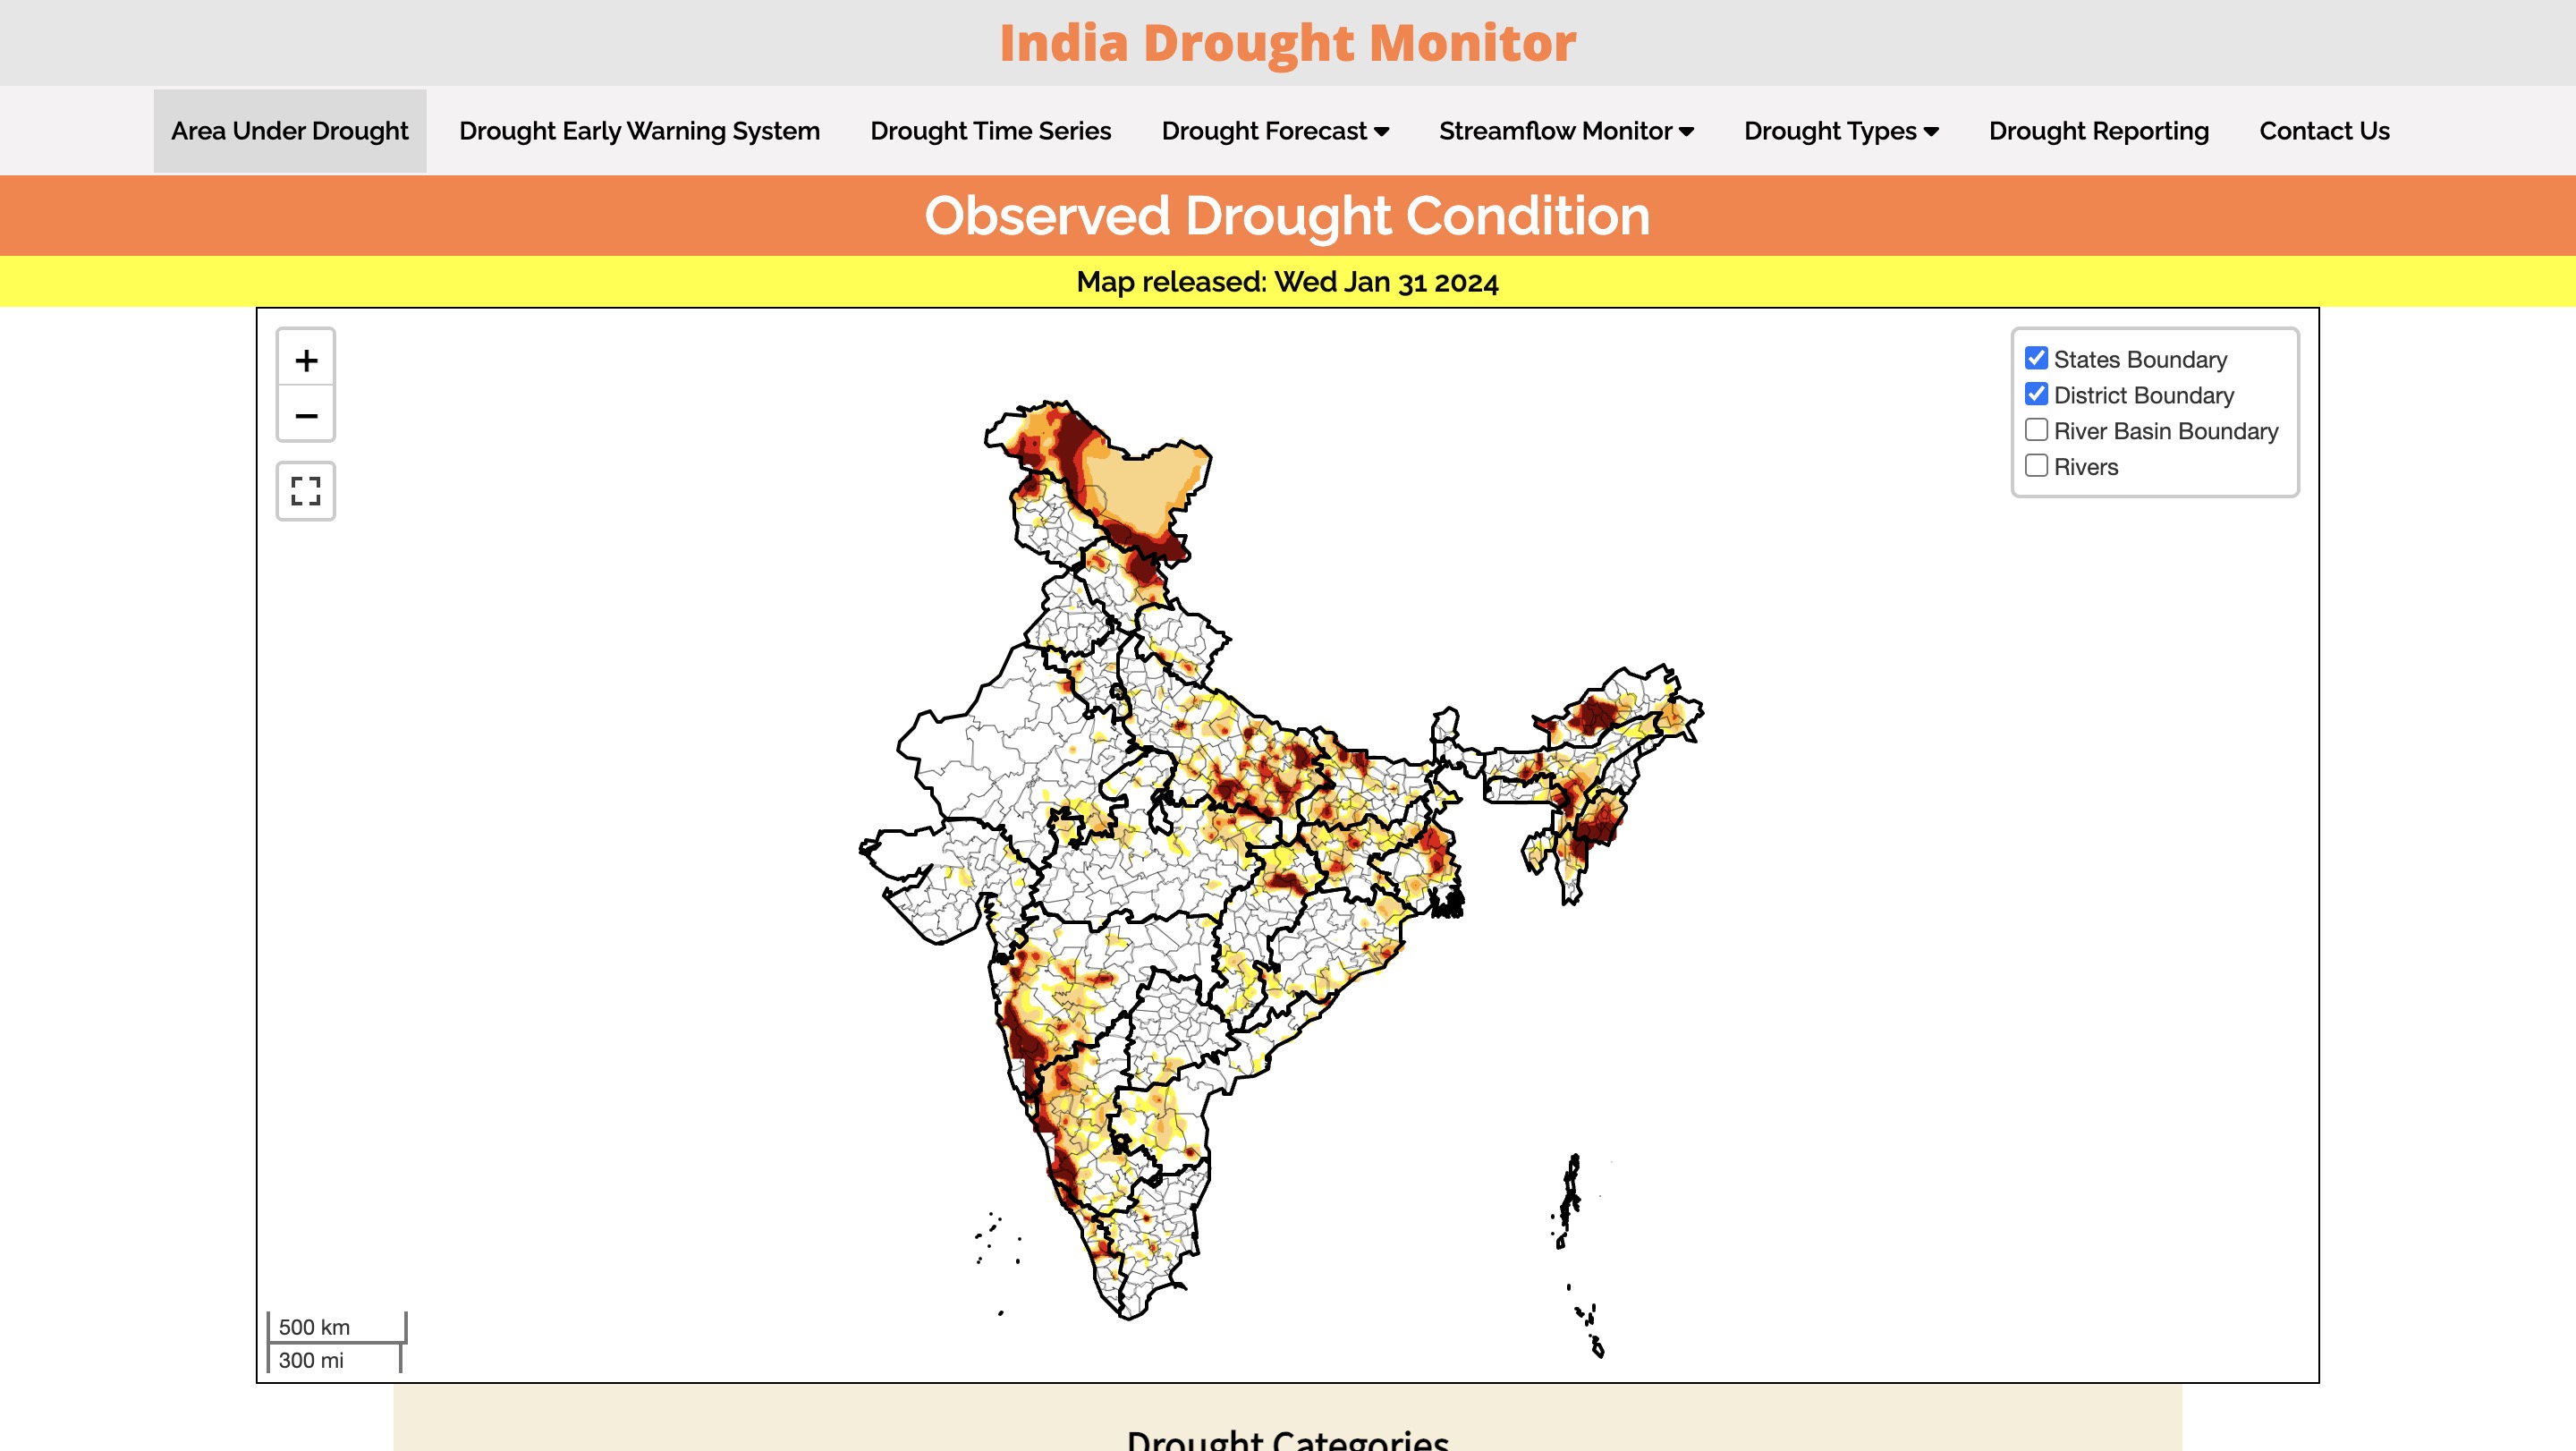 India Drought Monitor
Area Under Drought
Drought Early Warning System
Drought Time Series
Drought Forecast
Streamflow Monitor
Drought Types
Drought Reporting
Contact Us
Observed Drought Condition
Map released: Wed Jan 31 2024
+
−
States Boundary
District Boundary
River Basin Boundary
Rivers
500 km
300 mi
Drought Categories